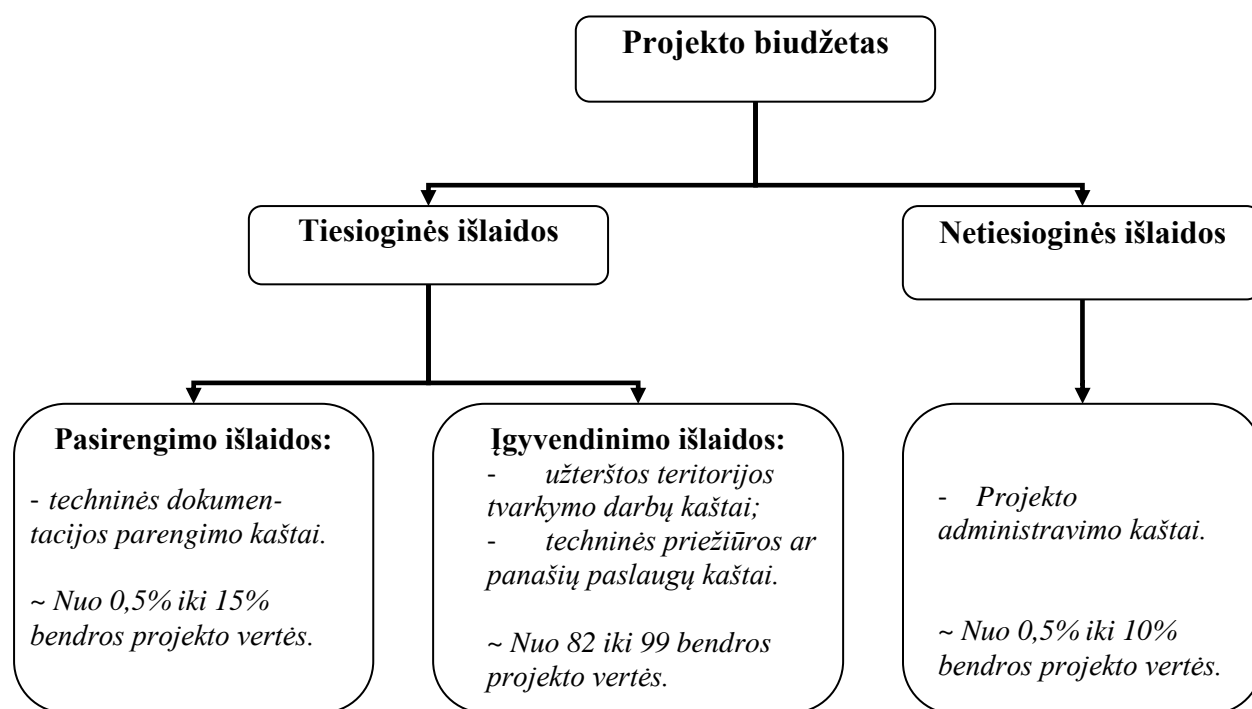 Projekto biudžetas
Tiesioginės išlaidos
Netiesioginės išlaidos
Pasirengimo išlaidos:
- techninės dokumen-
tacijos parengimo kaštai.
~ Nuo 0,5% iki 15%
bendros projekto vertės.
Įgyvendinimo išlaidos:
- užterštos teritorijos
tvarkymo darbų kaštai;
- techninės priežiūros ar
panašių paslaugų kaštai.
~ Nuo 82 iki 99 bendros
projekto vertės.
- Projekto
administravimo kaštai.
~ Nuo 0,5% iki 10%
bendros projekto vertės.